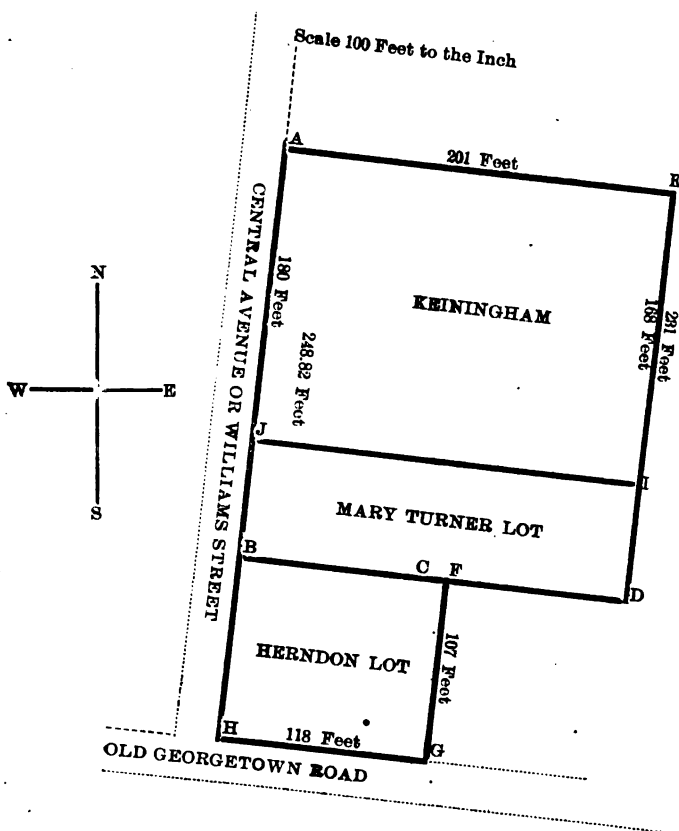 Scale 100 Feet to the Inch
A
201 Feet
E
CENTRAL AVENUE OR WILLIAMS STREET
180 Feet
248.82 Feet
KEININGHAM
168 Feet
231 Feet
N
W
E
S
J
I
MARY TURNER LOT
B
C
F
D
HERNDON LOT
107 Feet
H
118 Feet
G
OLD GEORGETOWN ROAD